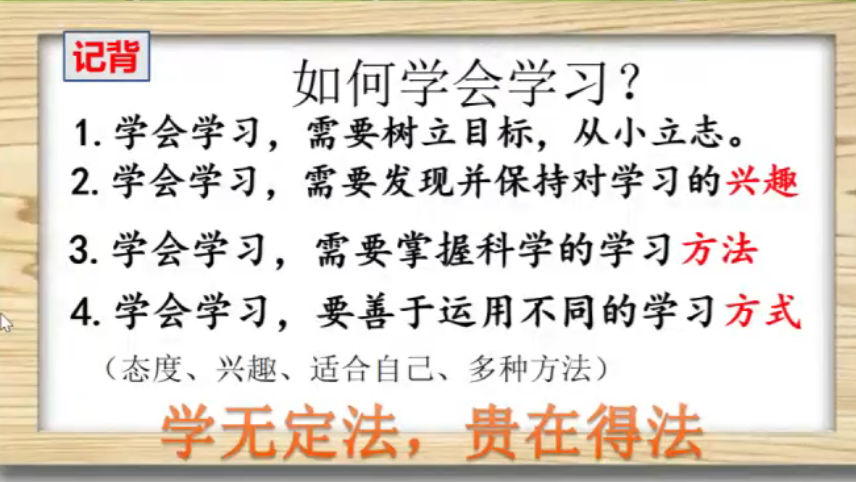 记背
如何学会学习？
1.学会学习，需要树立目标，从小立志。
2.学会学习，需要发现并保持对学习的兴趣
3.学会学习，需要掌握科学的学习方法
4.学会学习，要善于运用不同的学习方式
（态度、兴趣、适合自己、多种方法）
学无定法，贵在得法